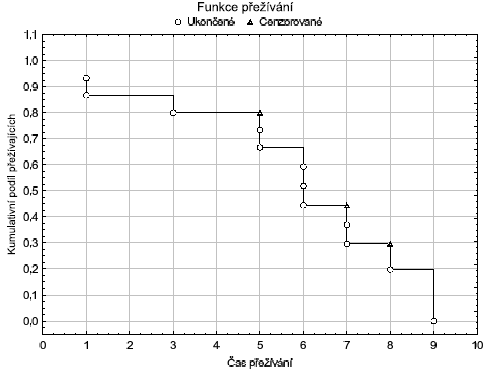 Funkce přežívání
Ukončené Cenzorované
Kumulativní podíl přežívajících
1,1
1,0
0,9
0,8
0,7
0,6
0,5
0,4
0,3
0,2
0,1
0,0
0 1 2 3 4 5 6 7 8 9 10
Čas přežívání